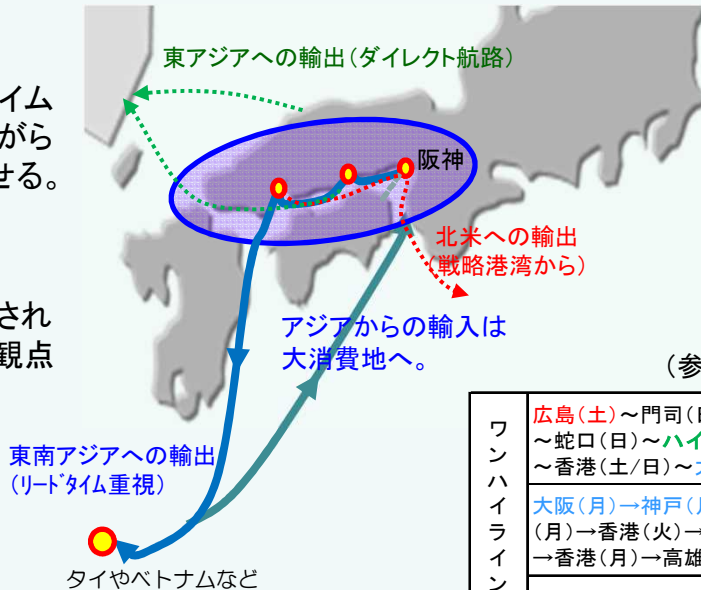 東アジアへの輸出(ダイレクト航路)
イム
がら
せる。
阪神
北米への輸出
(戦略港湾から)
され
観点
アジアからの輸入は
大消費地へ。
東南アジアへの輸出
(リードタイム重視)
タイやベトナムなど
(参
ワンハイライン
広島(土)～門司(
～蛇口(日)～ハイ
～香港(土/日)～
大阪(月)→神戸(
(月)→香港(火)→
→香港(月)→高雄